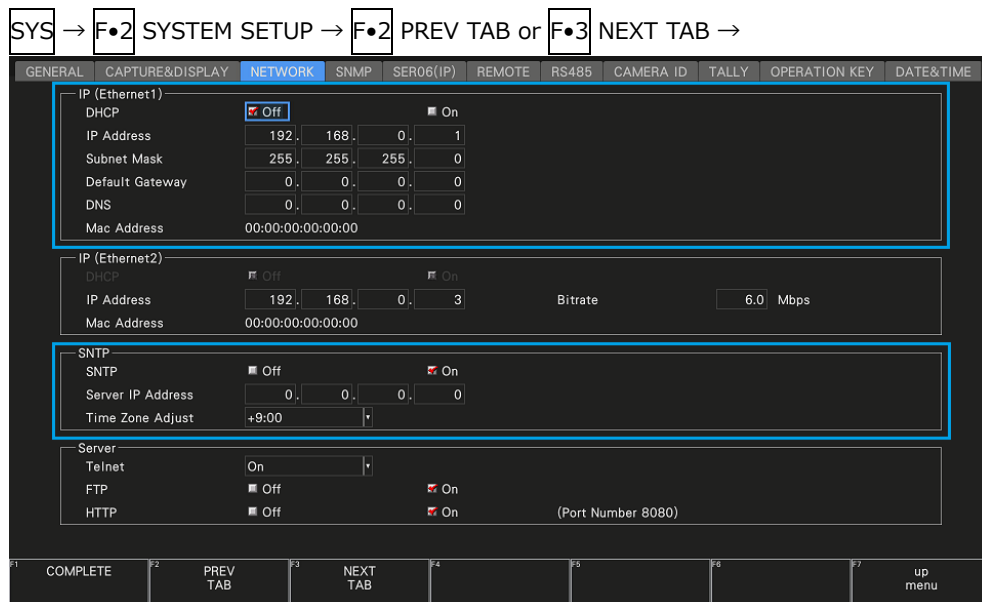 SYS → F•2 SYSTEM SETUP → F•2 PREV TAB or F•3 NEXT TAB →
GENERAL CAPTURE&DISPLAY NETWORK SNMP SER06(IP) REMOTE RS485 CAMERA ID TALLY OPERATION KEY DATE&TIME
IP (Ethernet1)
DHCP Off On
IP Address 192. 168. 0. 1
Subnet Mask 255. 255. 255. 0
Default Gateway 0. 0. 0. 0
DNS 0. 0. 0. 0
Mac Address 00:00:00:00:00:00
IP (Ethernet2)
DHCP Off On
IP Address 192. 168. 0. 3 Bitrate 6.0 Mbps
Mac Address 00:00:00:00:00:00
SNTP
SNTP Off On
Server IP Address 0. 0. 0. 0
Time Zone Adjust +9:00
Server
Telnet On
FTP Off On
HTTP Off On (Port Number 8080)
F1 COMPLETE F2 PREV TAB F3 NEXT TAB F4 F5 F6 F7 up menu